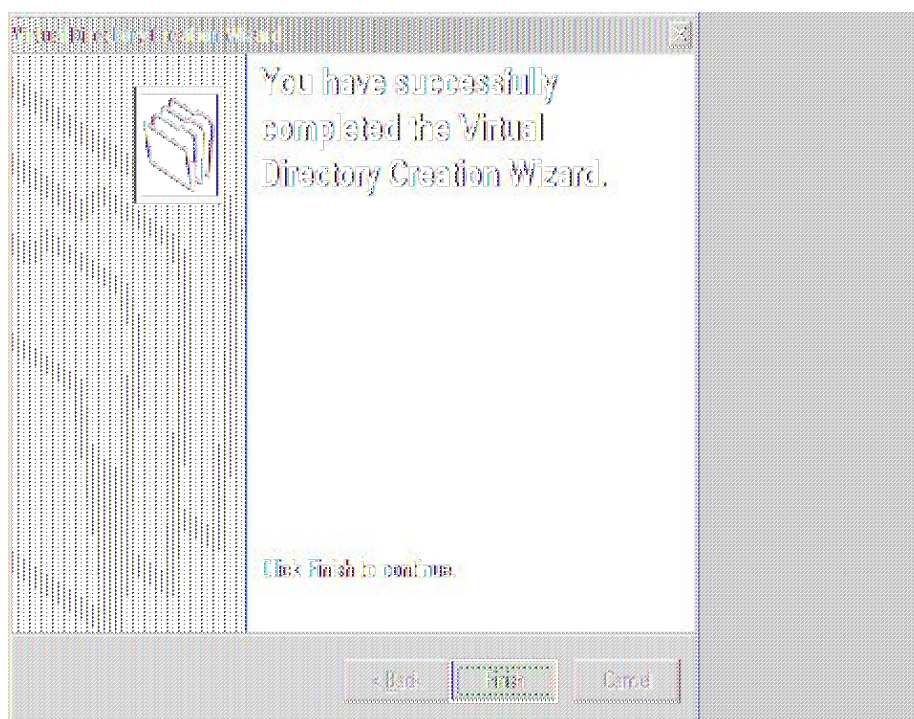 Virtual Directory Creation Wizard
You have successfully
completed the Virtual
Directory Creation Wizard.
Click Finish to continue.
< Back
Finish
Cancel